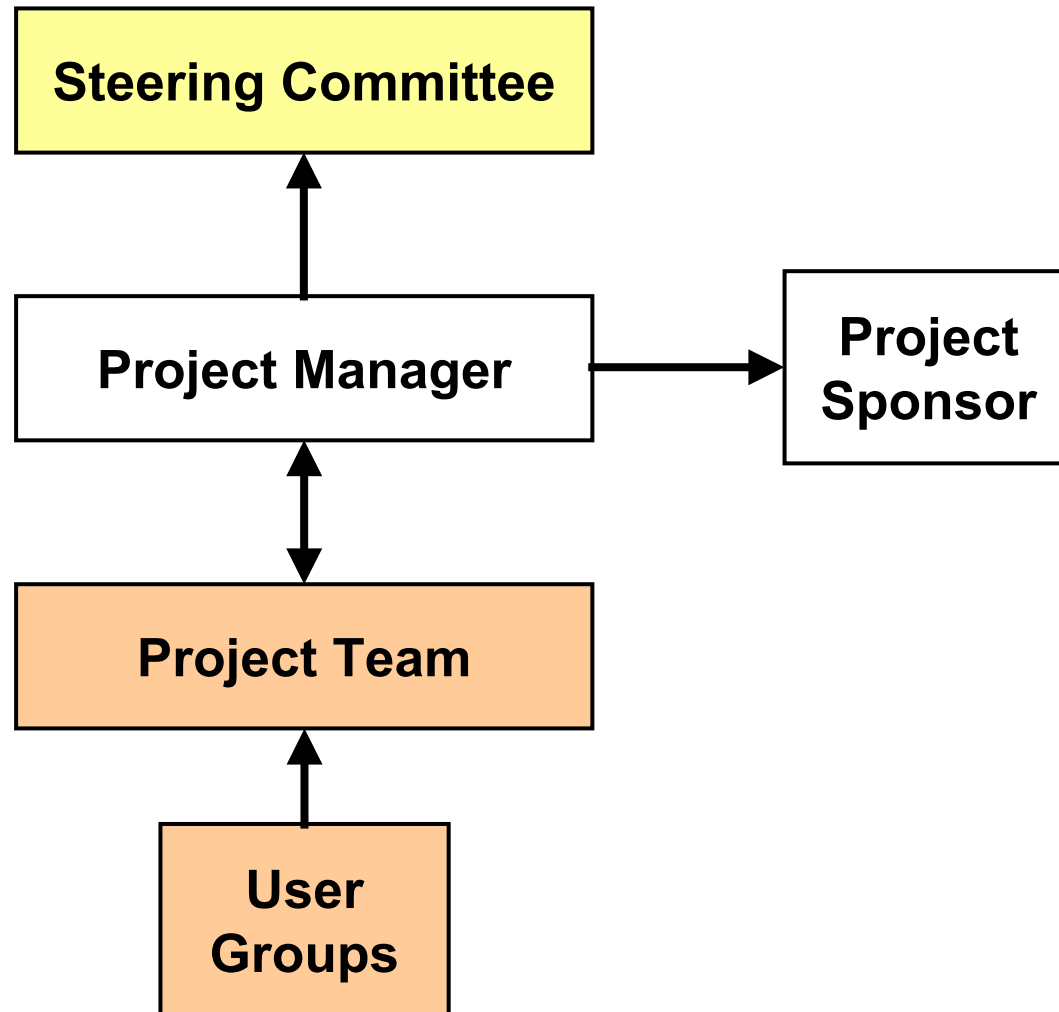 Steering Committee
Project Manager
Project
Sponsor
Project Team
User
Groups